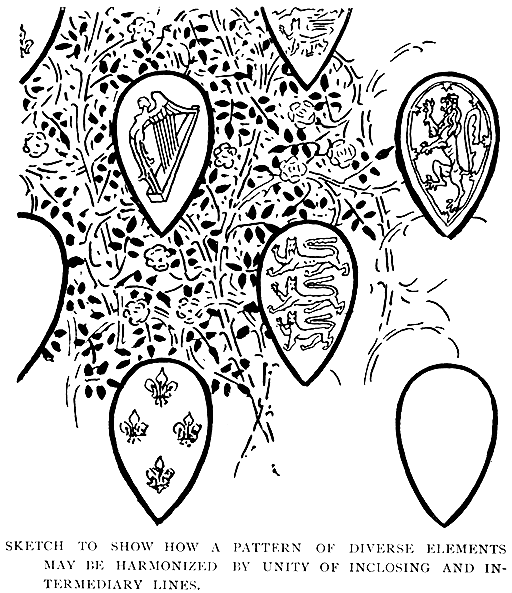 SKETCH TO SHOW HOW A PATTERN OF DIVERSE ELEMENTS
MAY BE HARMONIZED BY UNITY OF INCLOSING AND IN-
TERMEDIARY LINES.